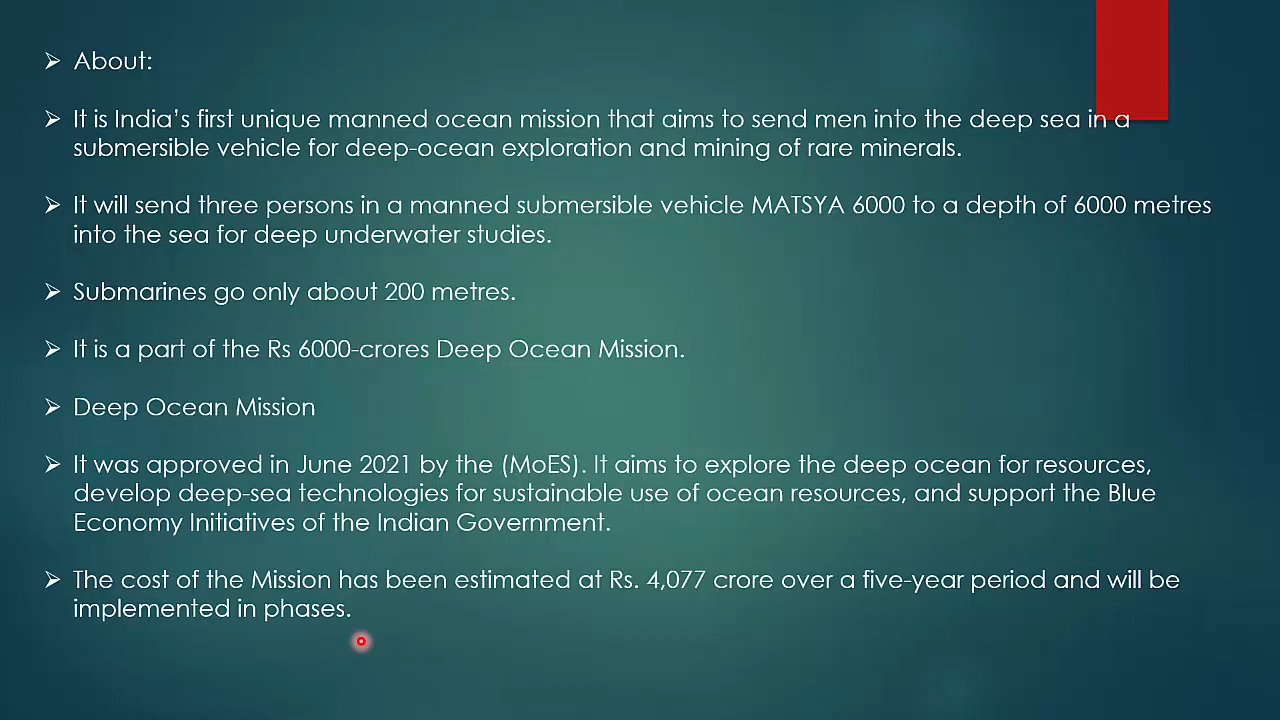 About:
It is India's first unique manned ocean mission that aims to send men into the deep sea in a
submersible vehicle for deep-ocean exploration and mining of rare minerals.
It will send three persons in a manned submersible vehicle MATSYA 6000 to a depth of 6000 metres
into the sea for deep underwater studies.
Submarines go only about 200 metres.
It is a part of the Rs 6000-crores Deep Ocean Mission.
Deep Ocean Mission
It was approved in June 2021 by the (MoES). It aims to explore the deep ocean for resources,
develop deep-sea technologies for sustainable use of ocean resources, and support the Blue
Economy Initiatives of the Indian Government.
The cost of the Mission has been estimated at Rs. 4,077 crore over a five-year period and will be
implemented in phases.